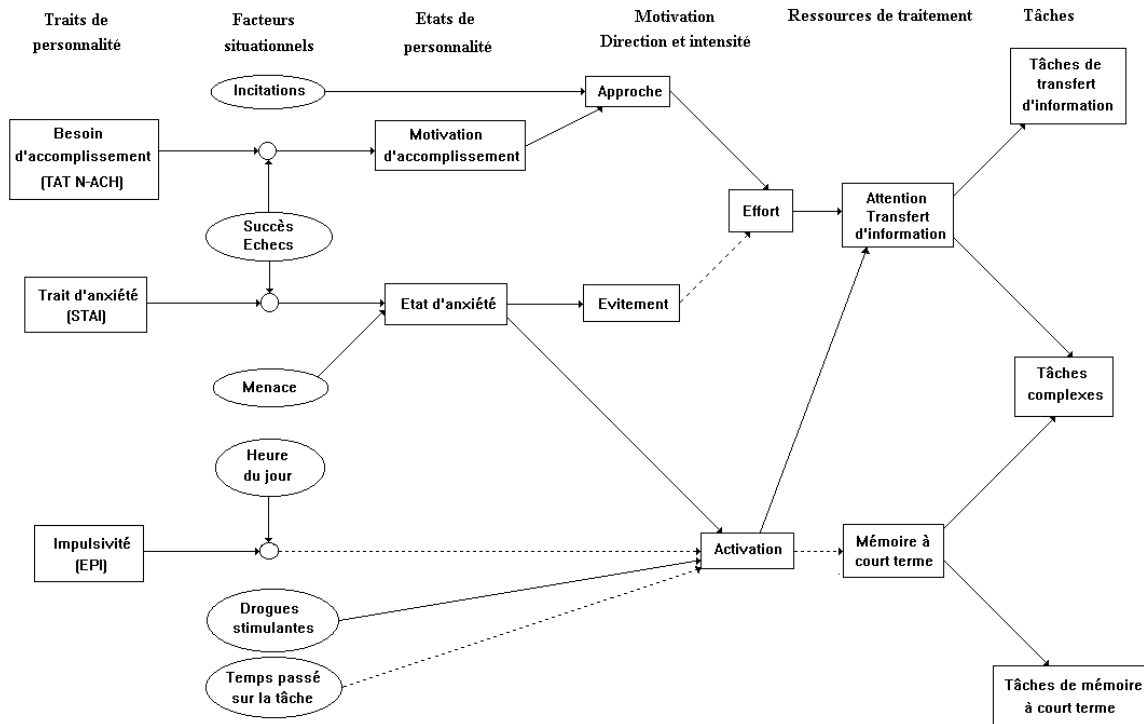 Traits de
personnalité
Facteurs
situationnels
Etats de
personnalité
Motivation
Direction et intensité
Ressources de traitement
Tâches
Incitations
Approche
Tâches de
transfert
d'information
Besoin
d'accomplissement
(TAT N-ACH)
Motivation
d'accomplissement
Succès
Echecs
Effort
Attention
Transfert
d'information
Trait d'anxiété
(STAI)
Etat d'anxiété
Evitement
Menace
Tâches
complexes
Heure
du jour
Impulsivité
(EPI)
Activation
Mémoire à
court terme
Drogues
stimulantes
Temps passé
sur la tâche
Tâches de mémoire
à court terme